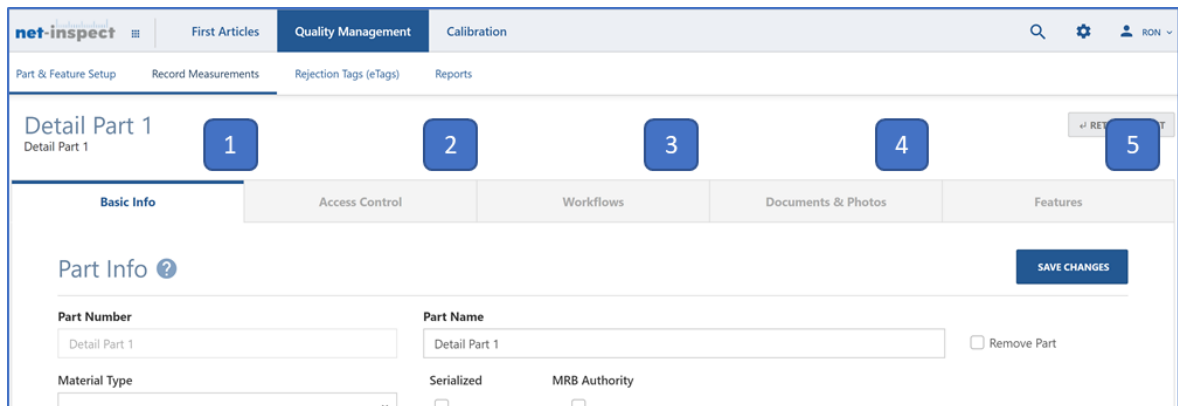 net-inspect First Articles Quality Management Calibration RON
Part & Feature Setup Record Measurements Rejection Tags (eTags) Reports
Detail Part 1
Detail Part 1
1 2 3 4 5
Basic Info Access Control Workflows Documents & Photos Features
Part Info ?
SAVE CHANGES
Part Number Part Name
Detail Part 1 Detail Part 1 Remove Part
Material Type Serialized MRB Authority